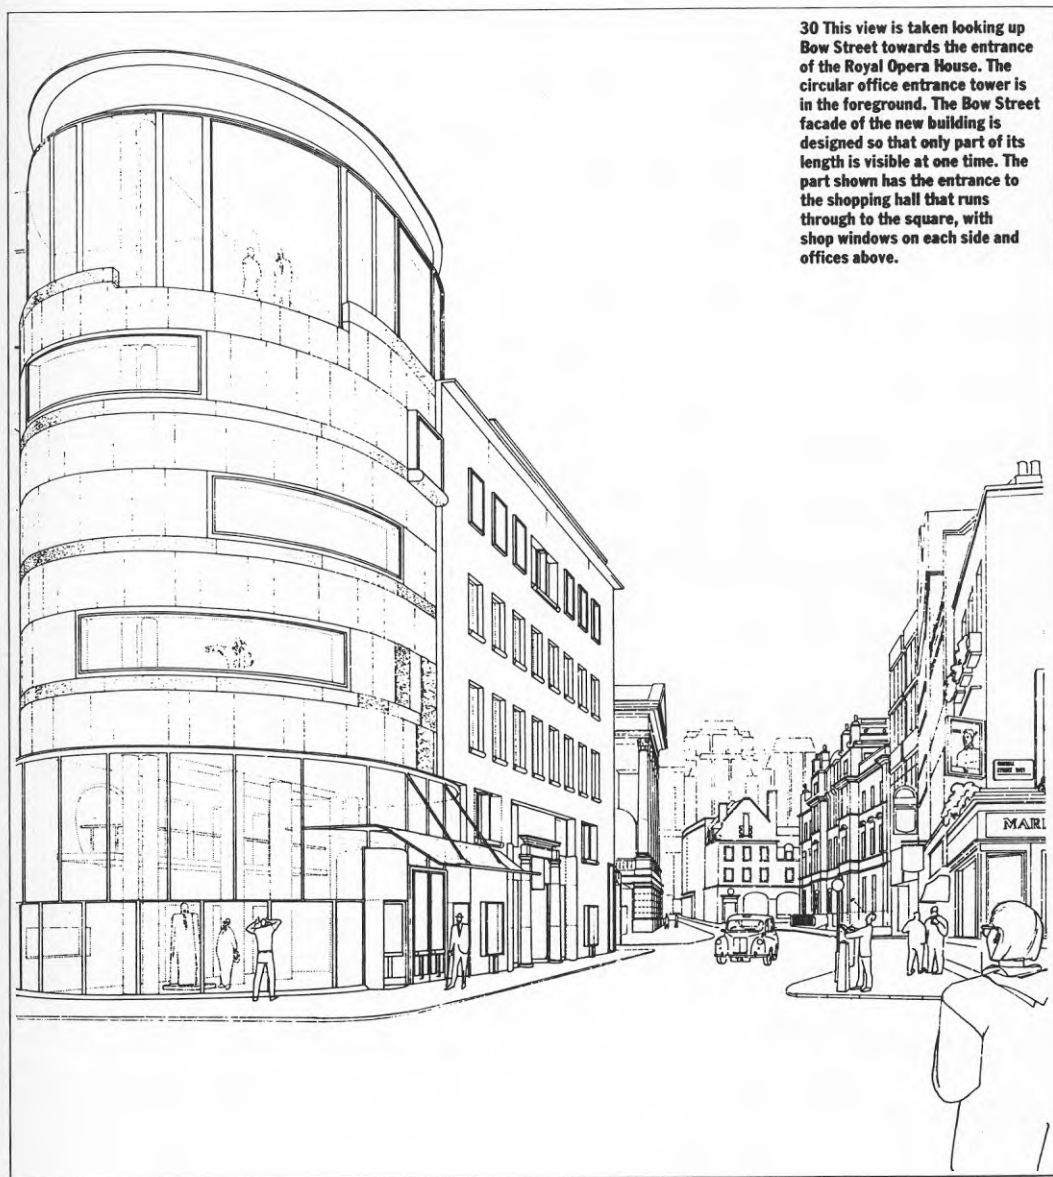 30 This view is taken looking up
Bow Street towards the entrance
of the Royal Opera House. The
circular office entrance tower is
in the foreground. The Bow Street
facade of the new building is
designed so that only part of its
length is visible at one time. The
part shown has the entrance to
the shopping hall that runs
through to the square, with
shop windows on each side and
offices above.
STREET
MARL